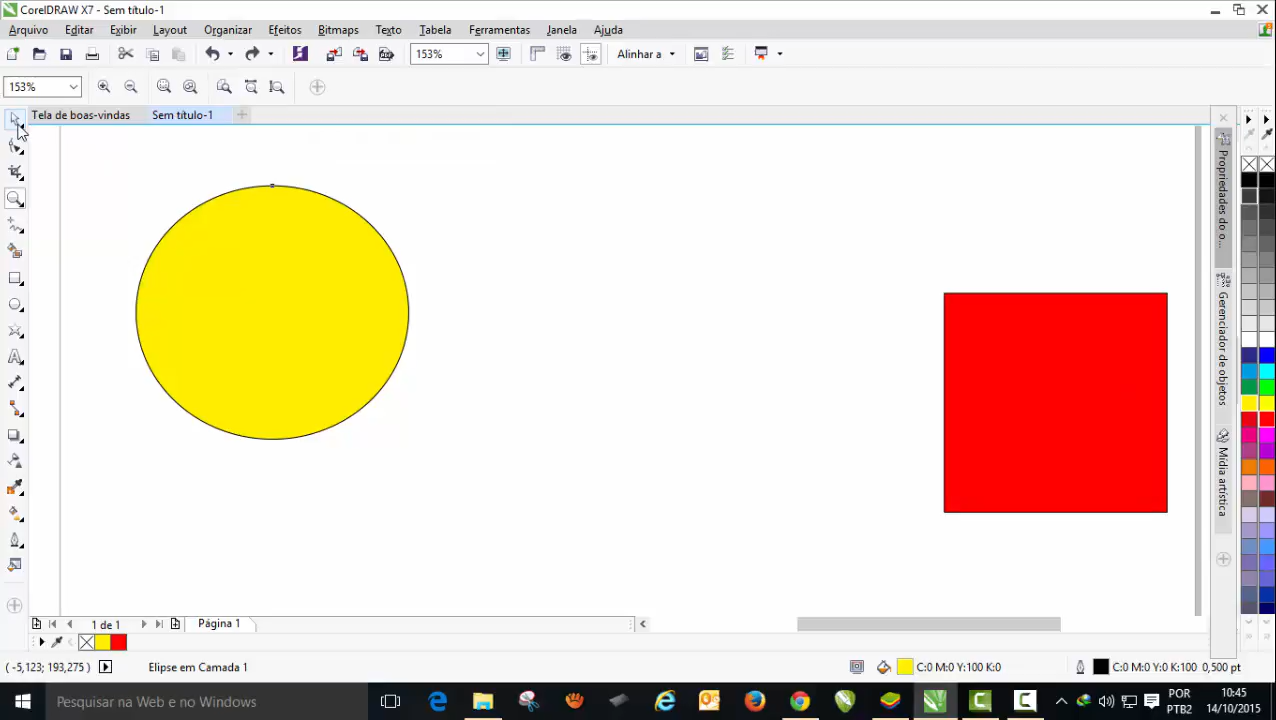 CorelDRAW X7 - Sem título-1
Arquivo Editar Exibir Layout Organizar Efeitos Bitmaps Texto Tabela Ferramentas Janela Ajuda
153% Alinhar a
153%
Tela de boas-vindas Sem título-1
Propriedades do o...
Gerenciador de objetos
Mídia artística
1 de 1 Página 1
( -5,123; 193,275 ) Elipse em Camada 1 C:0 M:0 Y:100 K:0 C:0 M:0 Y:0 K:100 0,500 pt
Pesquisar na Web e no Windows
POR
PTB2
10:45
14/10/2015